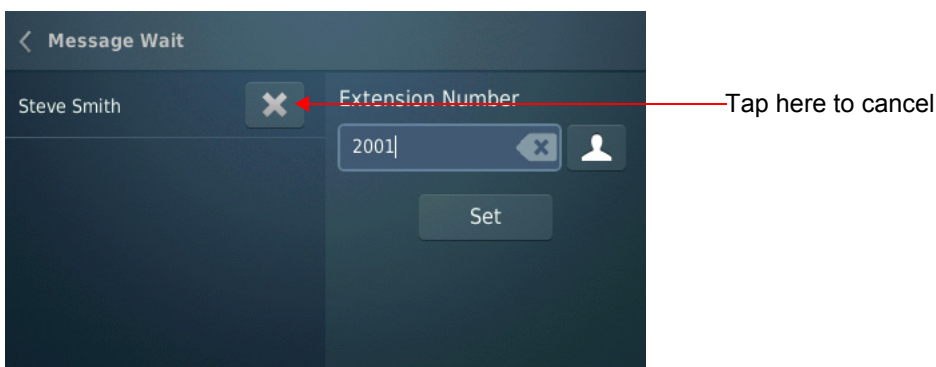 Message Wait
Steve Smith
Extension Number
Tap here to cancel
2001
Set